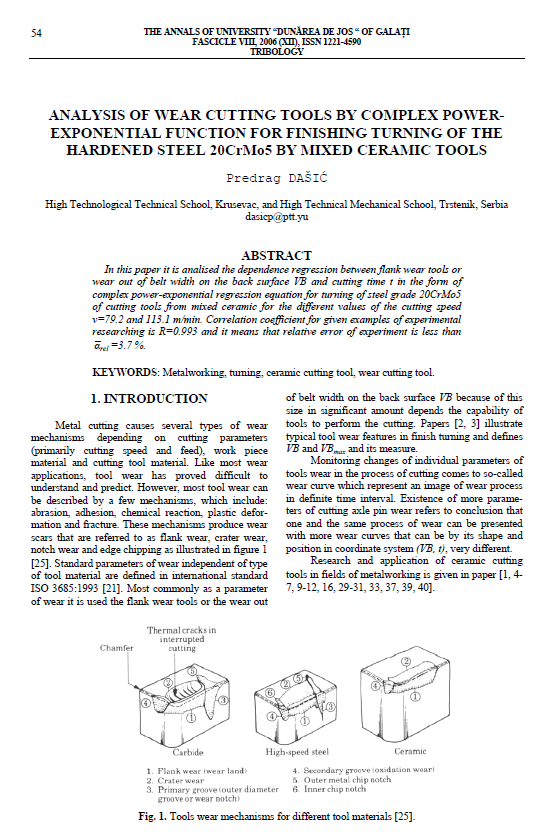 54
THE ANNALS OF UNIVERSITY “DUNĂREA DE JOS “ OF GALAŢI
FASCICLE VIII, 2006 (XII), ISSN 1221-4590
TRIBOLOGY
ANALYSIS OF WEAR CUTTING TOOLS BY COMPLEX POWER-
EXPONENTIAL FUNCTION FOR FINISHING TURNING OF THE
HARDENED STEEL 20CrMo5 BY MIXED CERAMIC TOOLS
Predrag DAŠIĆ
High Technological Technical School, Krusevac, and High Technical Mechanical School, Trstenik, Serbia
dasicp@ptt.yu
ABSTRACT
In this paper it is analised the dependence regression between flank wear tools or
wear out of belt width on the back surface VB and cutting time t in the form of
complex power-exponential regression equation for turning of steel grade 20CrMo5
of cutting tools from mixed ceramic for the different values of the cutting speed
v=79.2 and 113.1 m/min. Correlation coefficient for given examples of experimental
researching is R=0.993 and it means that relative error of experiment is less than
ā_rel =3.7 %.
KEYWORDS: Metalworking, turning, ceramic cutting tool, wear cutting tool.
1. INTRODUCTION
Metal cutting causes several types of wear
mechanisms depending on cutting parameters
(primarily cutting speed and feed), work piece
material and cutting tool material. Like most wear
applications, tool wear has proved difficult to
understand and predict. However, most tool wear can
be described by a few mechanisms, which include:
abrasion, adhesion, chemical reaction, plastic defor-
mation and fracture. These mechanisms produce wear
scars that are referred to as flank wear, crater wear,
notch wear and edge chipping as illustrated in figure 1
[25]. Standard parameters of wear independent of type
of tool material are defined in international standard
ISO 3685:1993 [21]. Most commonly as a parameter
of wear it is used the flank wear tools or the wear out
of belt width on the back surface VB because of this
size in significant amount depends the capability of
tools to perform the cutting. Papers [2, 3] illustrate
typical tool wear features in finish turning and defines
VB and VBmax and its measure.
Monitoring changes of individual parameters of
tools wear in the process of cutting comes to so-called
wear curve which represent an image of wear process
in definite time interval. Existence of more parame-
ters of cutting axle pin wear refers to conclusion that
one and the same process of wear can be presented
with more wear curves that can be by its shape and
position in coordinate system (VB, t), very different.
Research and application of ceramic cutting
tools in fields of metalworking is given in paper [1, 4-
7, 9-12, 16, 29-31, 33, 37, 39, 40].
Thermal cracks in
interrupted
cutting
Chamfer
1
2
3
4
5
Carbide
1
3
4
5
6
High-speed steel
1
2
4
Ceramic
1. Flank wear (wear land)
2. Crater wear
3. Primary groove (outer diameter
groove or wear notch)
4. Secondary groove (oxidation wear)
5. Outer metal chip notch
6. Inner chip notch
Fig. 1. Tools wear mechanisms for different tool materials [25].